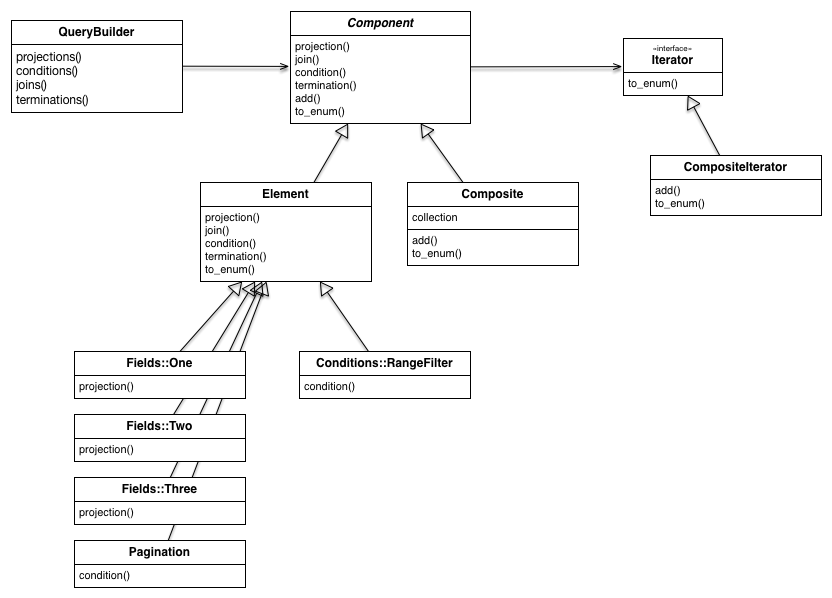 QueryBuilder
projections()
conditions()
joins()
terminations()
Component
projection()
join()
condition()
termination()
add()
to_enum()
«interface»
Iterator
to_enum()
CompositeIterator
add()
to_enum()
Element
projection()
join()
condition()
termination()
to_enum()
Composite
collection
add()
to_enum()
Fields::One
projection()
Conditions::RangeFilter
condition()
Fields::Two
projection()
Fields::Three
projection()
Pagination
condition()